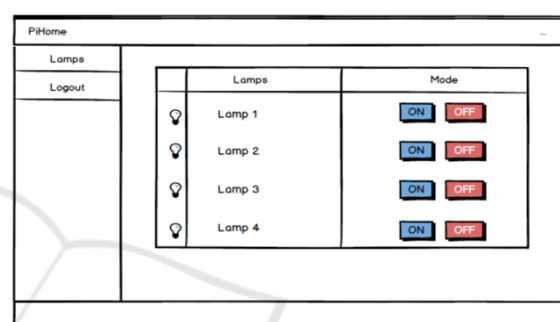 PiHome ...
Lamps
Logout
Lamps Mode
Lamp 1 ON OFF
Lamp 2 ON OFF
Lamp 3 ON OFF
Lamp 4 ON OFF